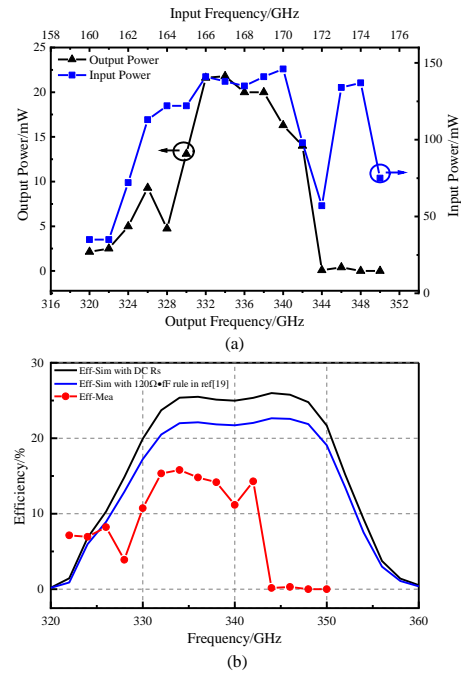 Input Frequency/GHz
158 160 162 164 166 168 170 172 174 176
(a)
25
20
15
10
5
0
Output Power/mW
Output Power
Input Power
150
100
50
0
Input Power/mW
316 320 324 328 332 336 340 344 348 352
Output Frequency/GHz
(a)
30
20
10
0
Efficiency/%
Eff-Sim with DC Rs
Eff-Sim with 120Ω•fF rule in ref[19]
Eff-Mea
320 330 340 350 360
Frequency/GHz
(b)